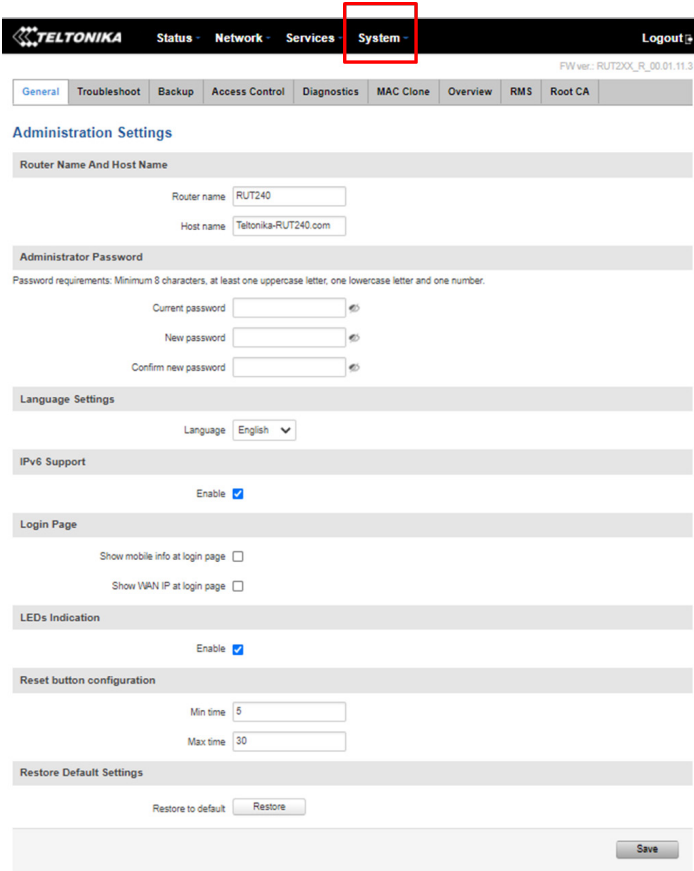 TELTONIKA Status Network Services System Logout
FW ver.: RUT2XX_R_00.01.11.3
General Troubleshoot Backup Access Control Diagnostics MAC Clone Overview RMS Root CA
Administration Settings
Router Name And Host Name
Router name RUT240
Host name Teltonika-RUT240.com
Administrator Password
Password requirements: Minimum 8 characters, at least one uppercase letter, one lowercase letter and one number.
Current password
New password
Confirm new password
Language Settings
Language English
IPv6 Support
Enable
Login Page
Show mobile info at login page
Show WAN IP at login page
LEDs Indication
Enable
Reset button configuration
Min time 5
Max time 30
Restore Default Settings
Restore to default Restore
Save